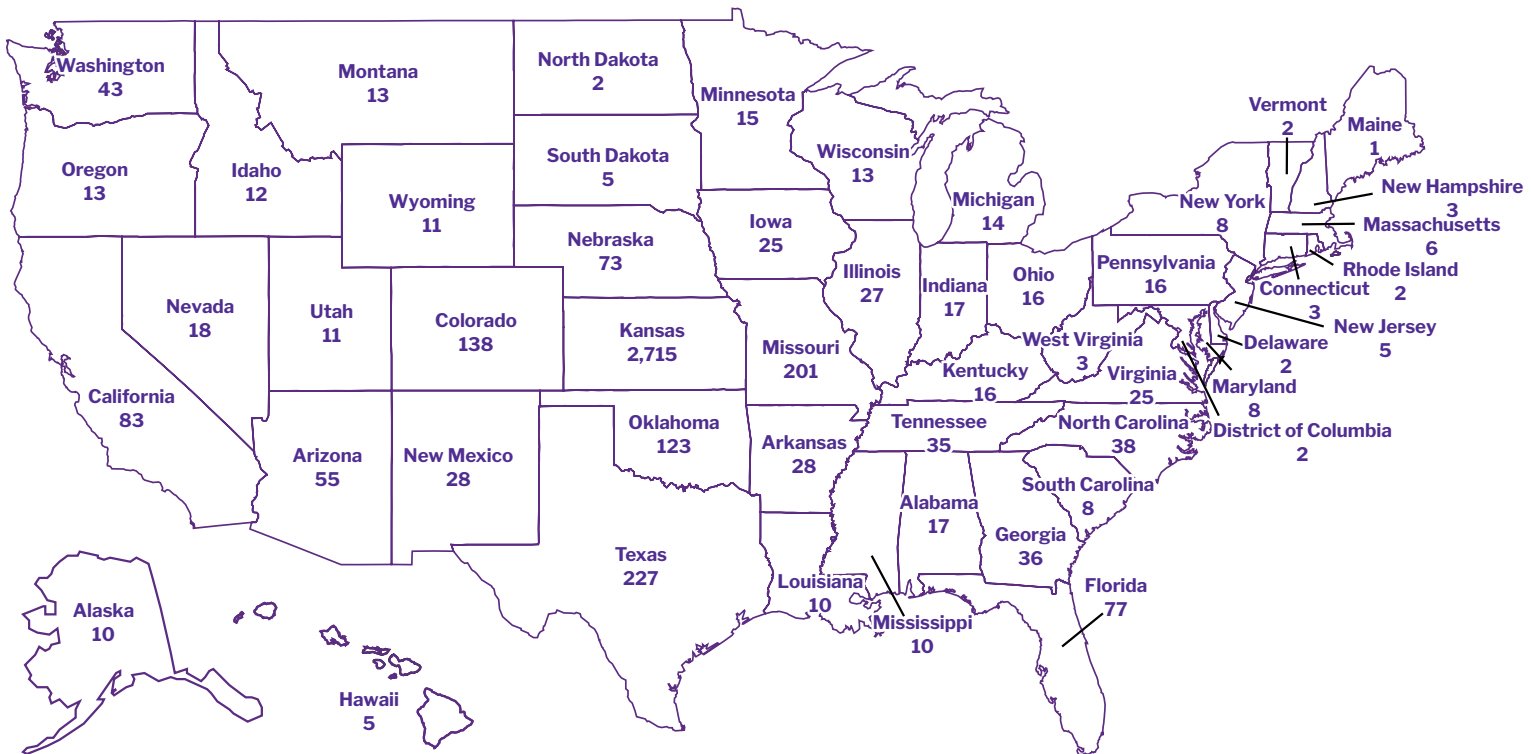 Washington
43
Montana
13
North Dakota
2
Minnesota
15
Vermont
2
Maine
1
Oregon
13
Idaho
12
Wyoming
11
South Dakota
5
Wisconsin
13
Michigan
14
New York
8
New Hampshire
3
Massachusetts
6
Rhode Island
2
Connecticut
3
New Jersey
5
Nebraska
73
Iowa
25
Illinois
27
Indiana
17
Ohio
16
Pennsylvania
16
Nevada
18
Utah
11
Colorado
138
Kansas
2,715
Missouri
201
Kentucky
16
West Virginia
3
Virginia
25
Delaware
2
Maryland
8
District of Columbia
2
California
83
Arizona
55
New Mexico
28
Oklahoma
123
Arkansas
28
Tennessee
35
North Carolina
38
South Carolina
8
Texas
227
Louisiana
10
Mississippi
10
Alabama
17
Georgia
36
Florida
77
Alaska
10
Hawaii
5